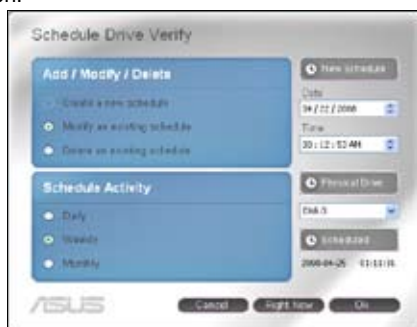 Schedule Drive Verify
Add / Modify / Delete
Create a new schedule
Modify an existing schedule
Delete an existing schedule
New Schedule
Date
Time
Schedule Activity
Daily
Weekly
Monthly
Physical Drive
Scheduled
ASUS
Cancel
Right Now
Ok